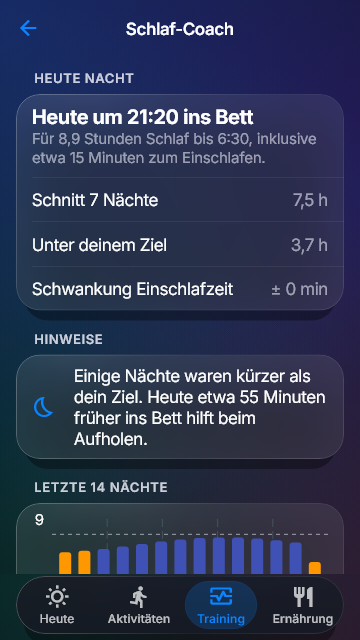 Schlaf-Coach
HEUTE NACHT
Heute um 21:20 ins Bett
Für 8,9 Stunden Schlaf bis 6:30, inklusive
etwa 15 Minuten zum Einschlafen.
Schnitt 7 Nächte 7,5 h
Unter deinem Ziel 3,7 h
Schwankung Einschlafzeit ± 0 min
HINWEISE
Einige Nächte waren kürzer als
dein Ziel. Heute etwa 55 Minuten
früher ins Bett hilft beim
Aufholen.
LETZTE 14 NÄCHTE
9
Heute Aktivitäten Training Ernährung